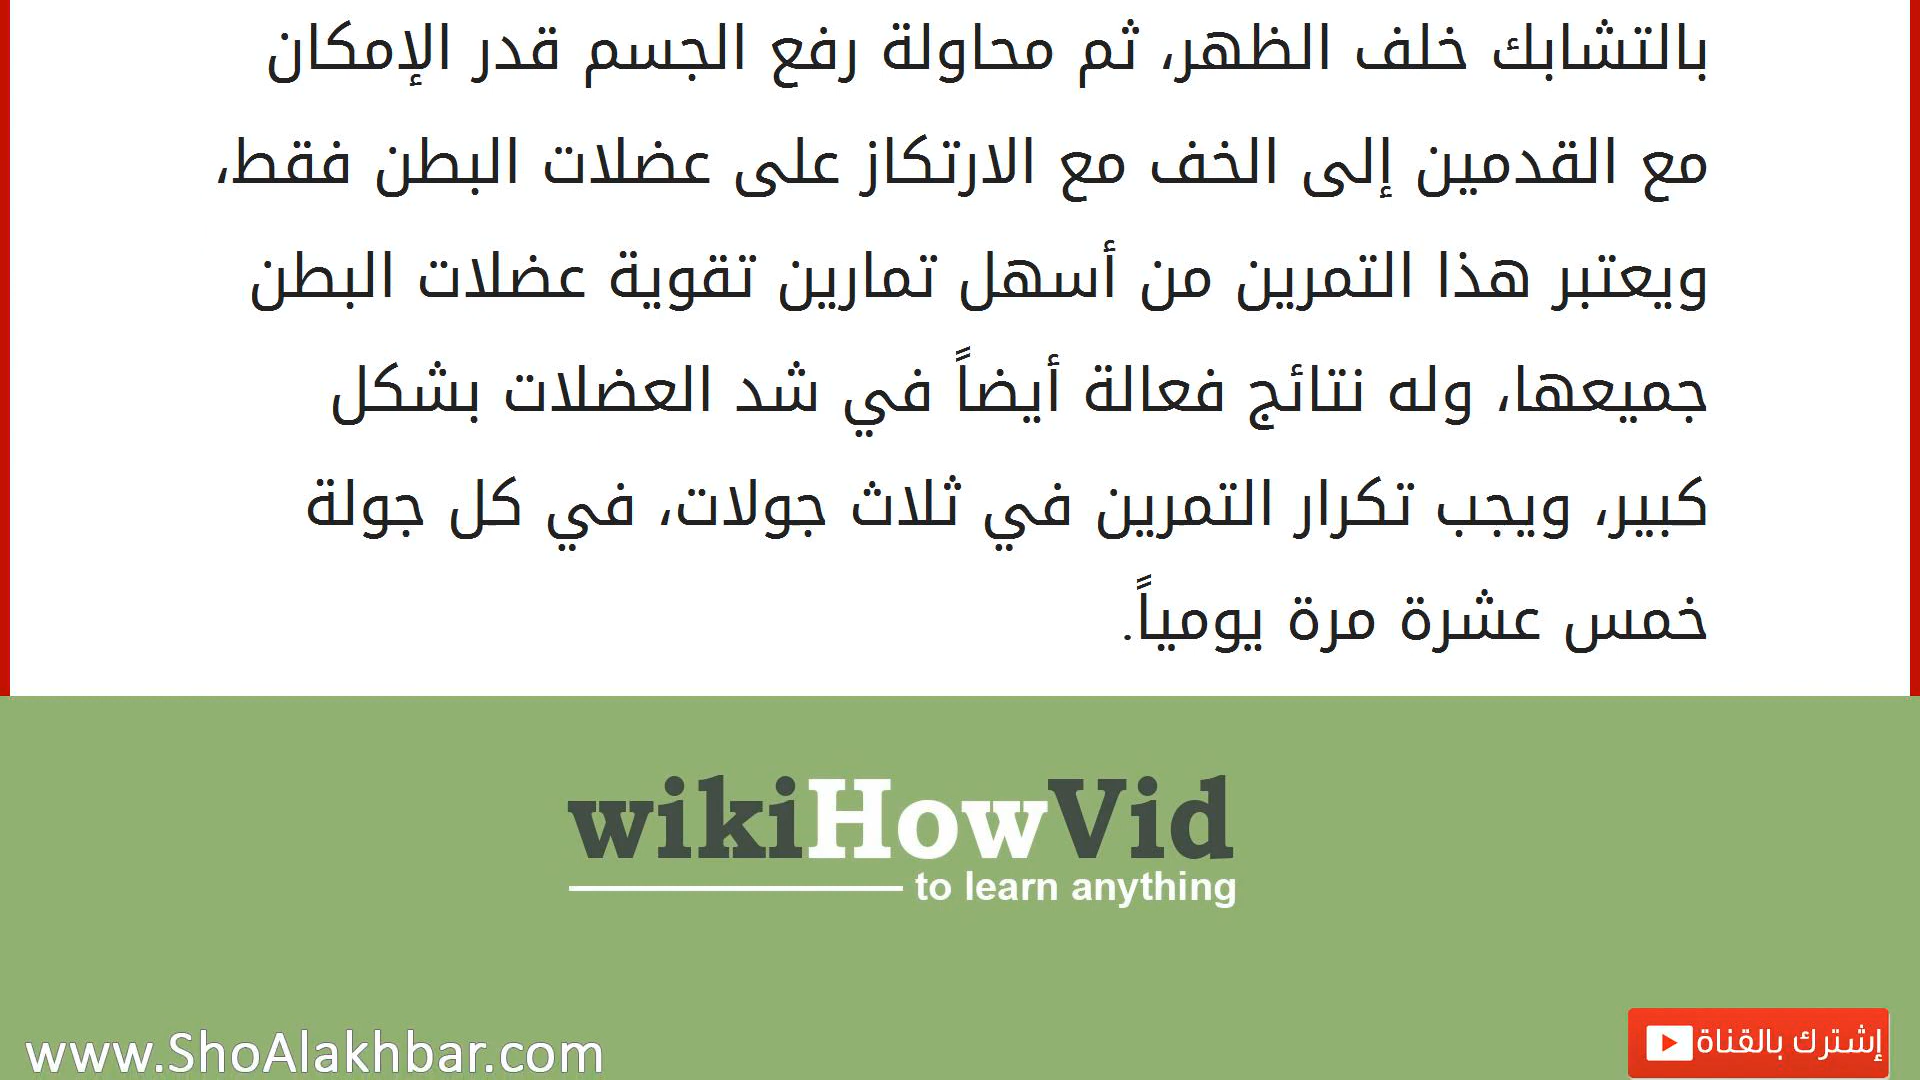 بالتشابك خلف الظهر، ثم محاولة رفع الجسم قدر الإمكان
مع القدمين إلى الخف مع الارتكاز على عضلات البطن فقط،
ويعتبر هذا التمرين من أسهل تمارين تقوية عضلات البطن
جميعها، وله نتائج فعالة أيضاً في شد العضلات بشكل
كبير، ويجب تكرار التمرين في ثلاث جولات، في كل جولة
خمس عشرة مرة يومياً.
wikiHowVid
to learn anything
www.ShoAlakhbar.com
إشترك بالقناة